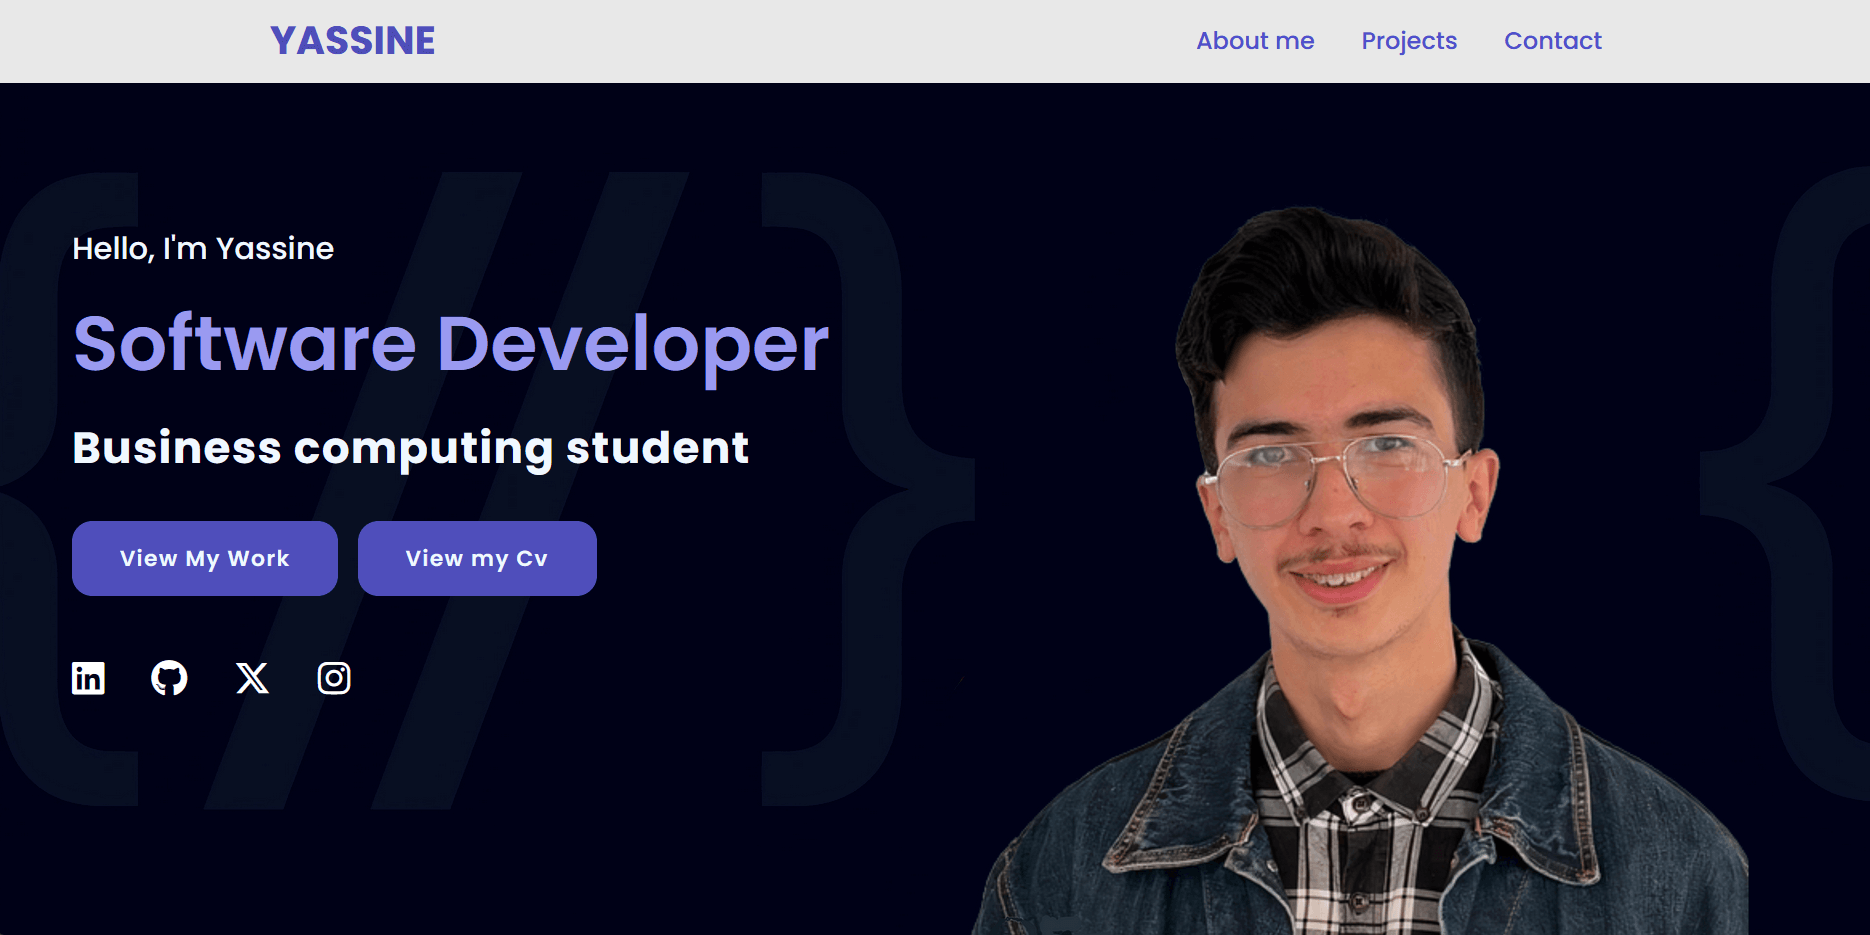 YASSINE
About me
Projects
Contact
Hello, I'm Yassine
Software Developer
Business computing student
View My Work
View my Cv